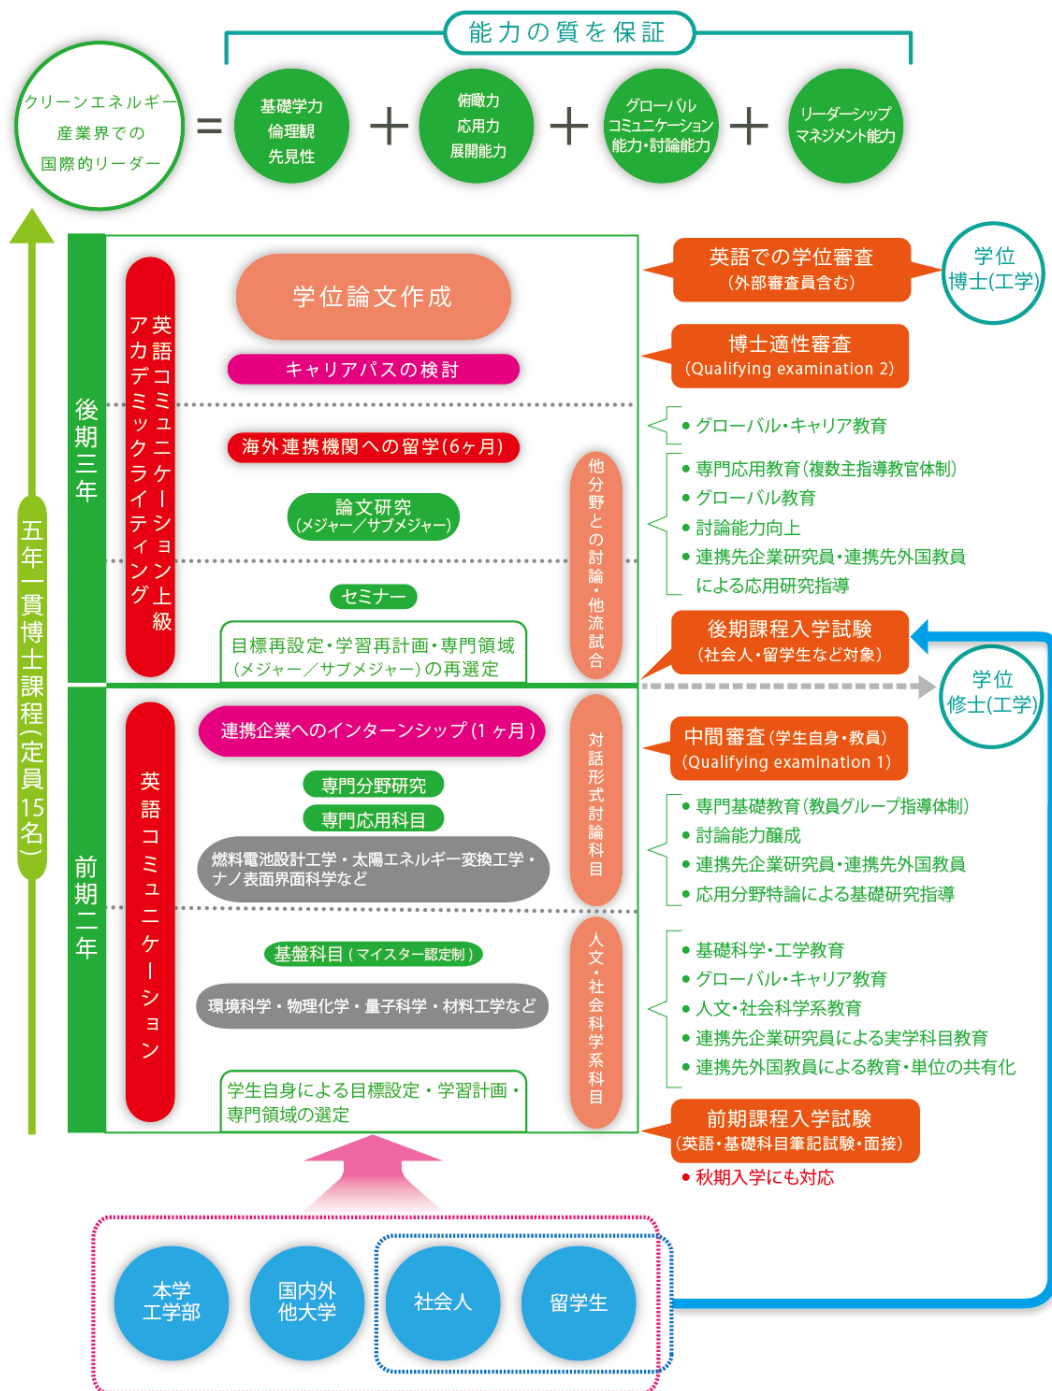 能力の質を保証
クリーンエネルギー
産業界での
国際的リーダー
=
基礎学力
倫理観
先見性
+
俯瞰力
応用力
展開能力
+
グローバル
コミュニケーション
能力・討論能力
+
リーダーシップ
マネジメント能力
五年一貫博士課程(定員15名)
後期三年
英語コミュニケーション上級
アカデミックライティング
学位論文作成
キャリアパスの検討
海外連携機関への留学(6ヶ月)
論文研究
(メジャー／サブメジャー)
セミナー
目標再設定・学習再計画・専門領域
(メジャー／サブメジャー)の再選定
他分野との討論・他流試合
英語での学位審査
(外部審査員含む)
学位
博士(工学)
博士適性審査
(Qualifying examination 2)
• グローバル・キャリア教育
• 専門応用教育(複数主指導教官体制)
• グローバル教育
• 討論能力向上
• 連携先企業研究員・連携先外国教員
による応用研究指導
後期課程入学試験
(社会人・留学生など対象)
学位
修士(工学)
前期二年
英語コミュニケーション
連携企業へのインターンシップ(1ヶ月)
専門分野研究
専門応用科目
燃料電池設計工学・太陽エネルギー変換工学・
ナノ表面界面科学など
基盤科目(マイスター認定制)
環境科学・物理化学・量子科学・材料工学など
学生自身による目標設定・学習計画・
専門領域の選定
対話形式討論科目
人文・社会科学系科目
中間審査(学生自身・教員)
(Qualifying examination 1)
• 専門基礎教育(教員グループ指導体制)
• 討論能力醸成
• 連携先企業研究員・連携先外国教員
• 応用分野特論による基礎研究指導
• 基礎科学・工学教育
• グローバル・キャリア教育
• 人文・社会科学系教育
• 連携先企業研究員による実学科目教育
• 連携先外国教員による教育・単位の共有化
前期課程入学試験
(英語・基礎科目筆記試験・面接)
• 秋期入学にも対応
本学
工学部
国内外
他大学
社会人
留学生